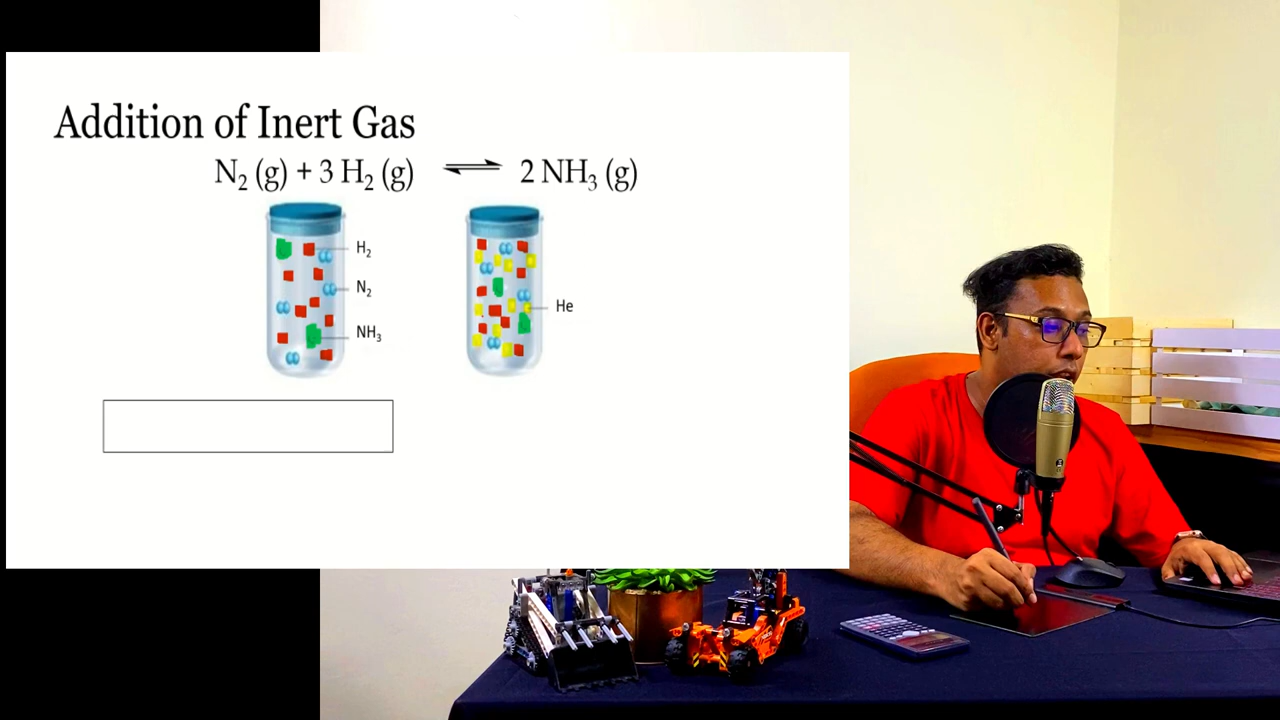 Addition of Inert Gas
N₂ (g) + 3 H₂ (g) ⇌ 2 NH₃ (g)
H₂
N₂
NH₃
He